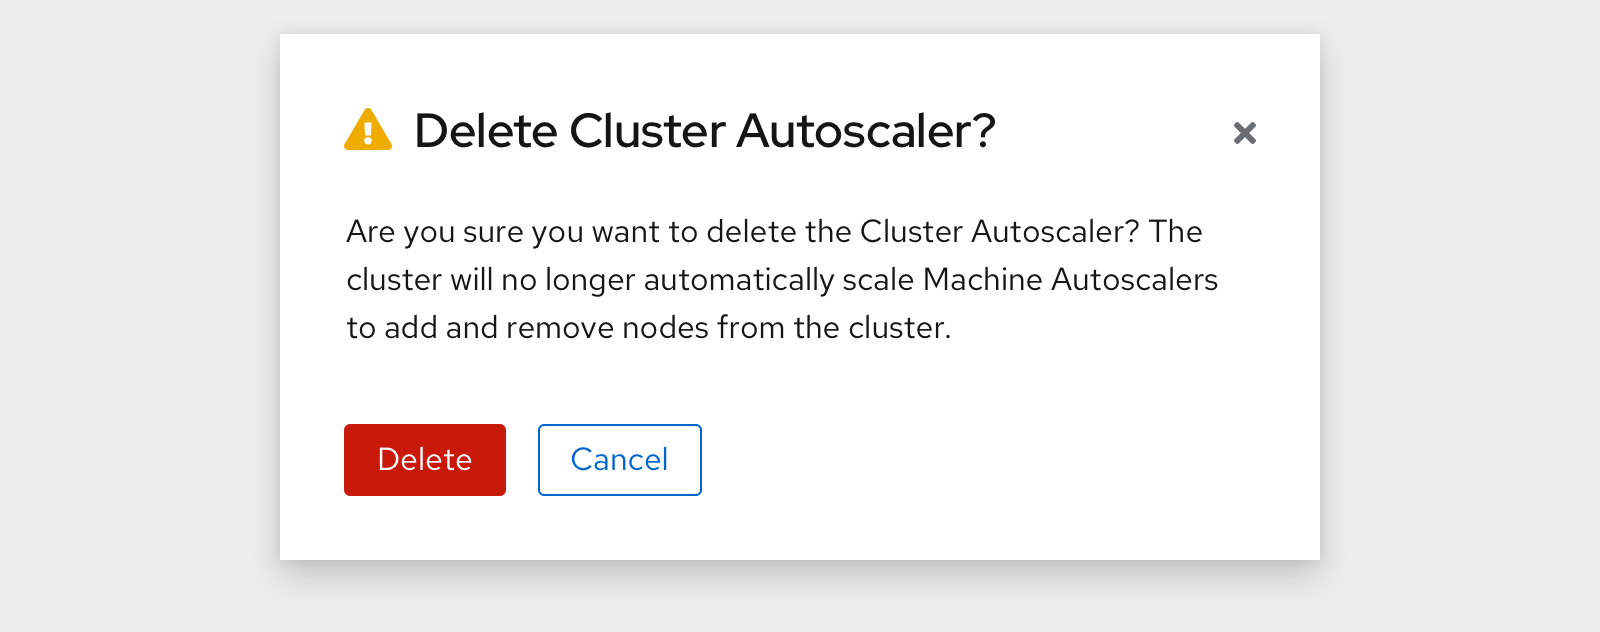 Delete Cluster Autoscaler?
Are you sure you want to delete the Cluster Autoscaler? The
cluster will no longer automatically scale Machine Autoscalers
to add and remove nodes from the cluster.
Delete
Cancel